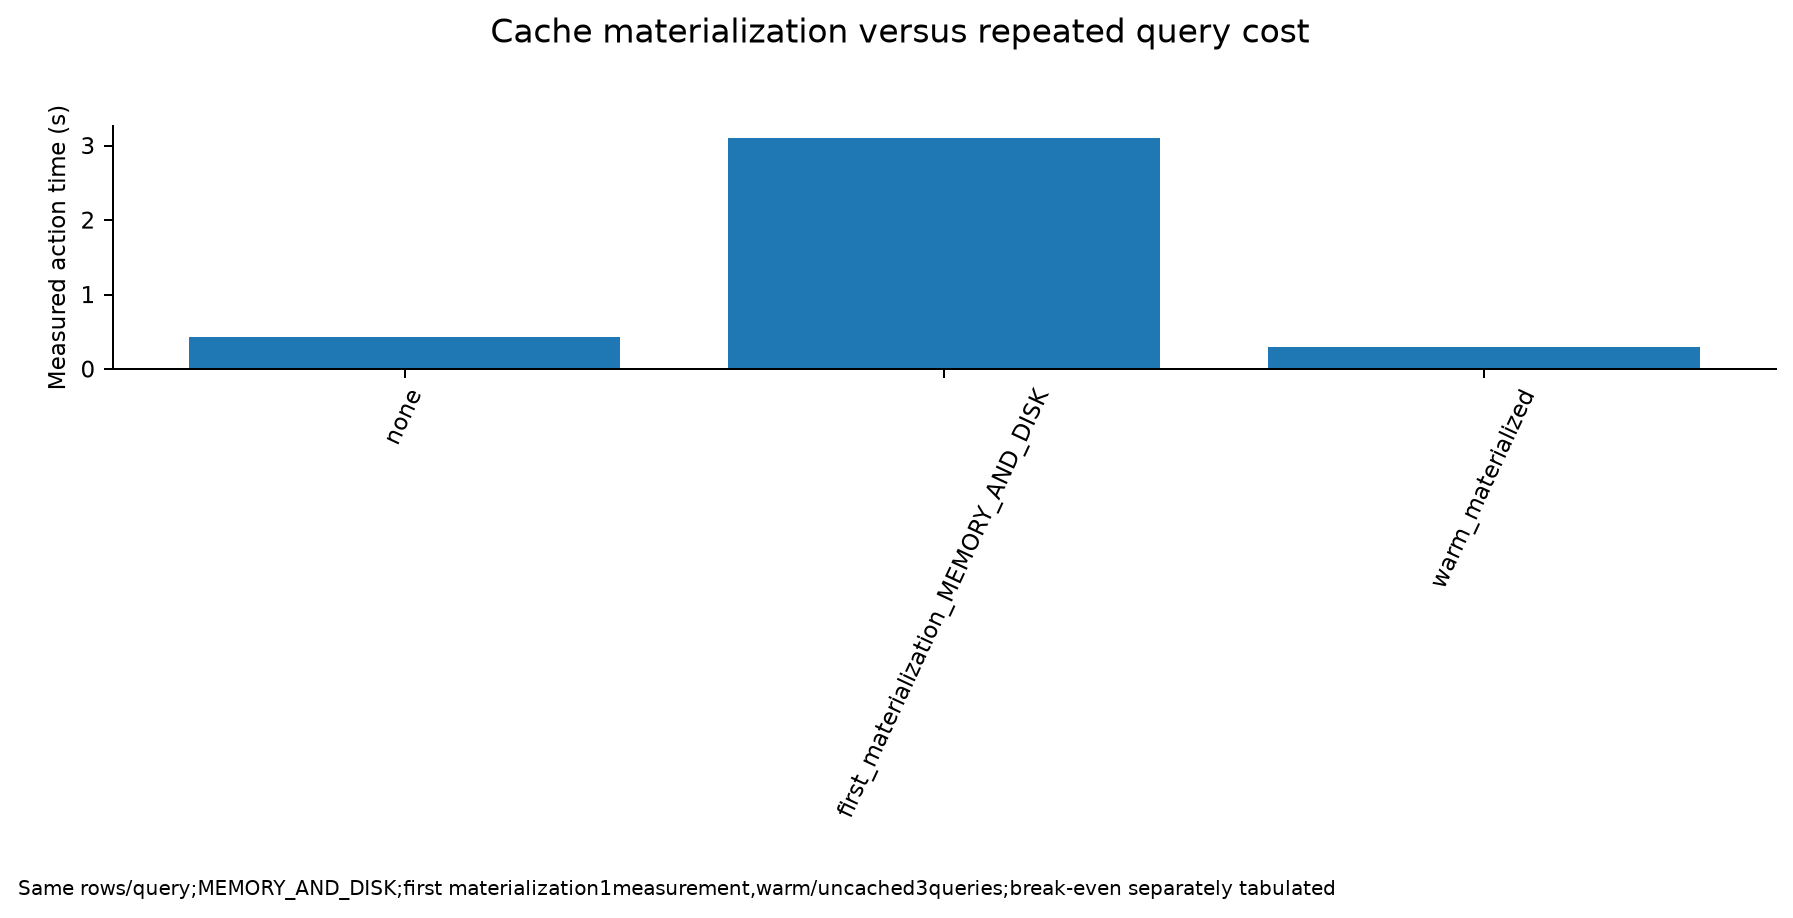 Cache materialization versus repeated query cost
Measured action time (s)
3
2
1
0
none
first_materialization_MEMORY_AND_DISK
warm_materialized
Same rows/query;MEMORY_AND_DISK;first materialization1measurement,warm/uncached3queries;break-even separately tabulated